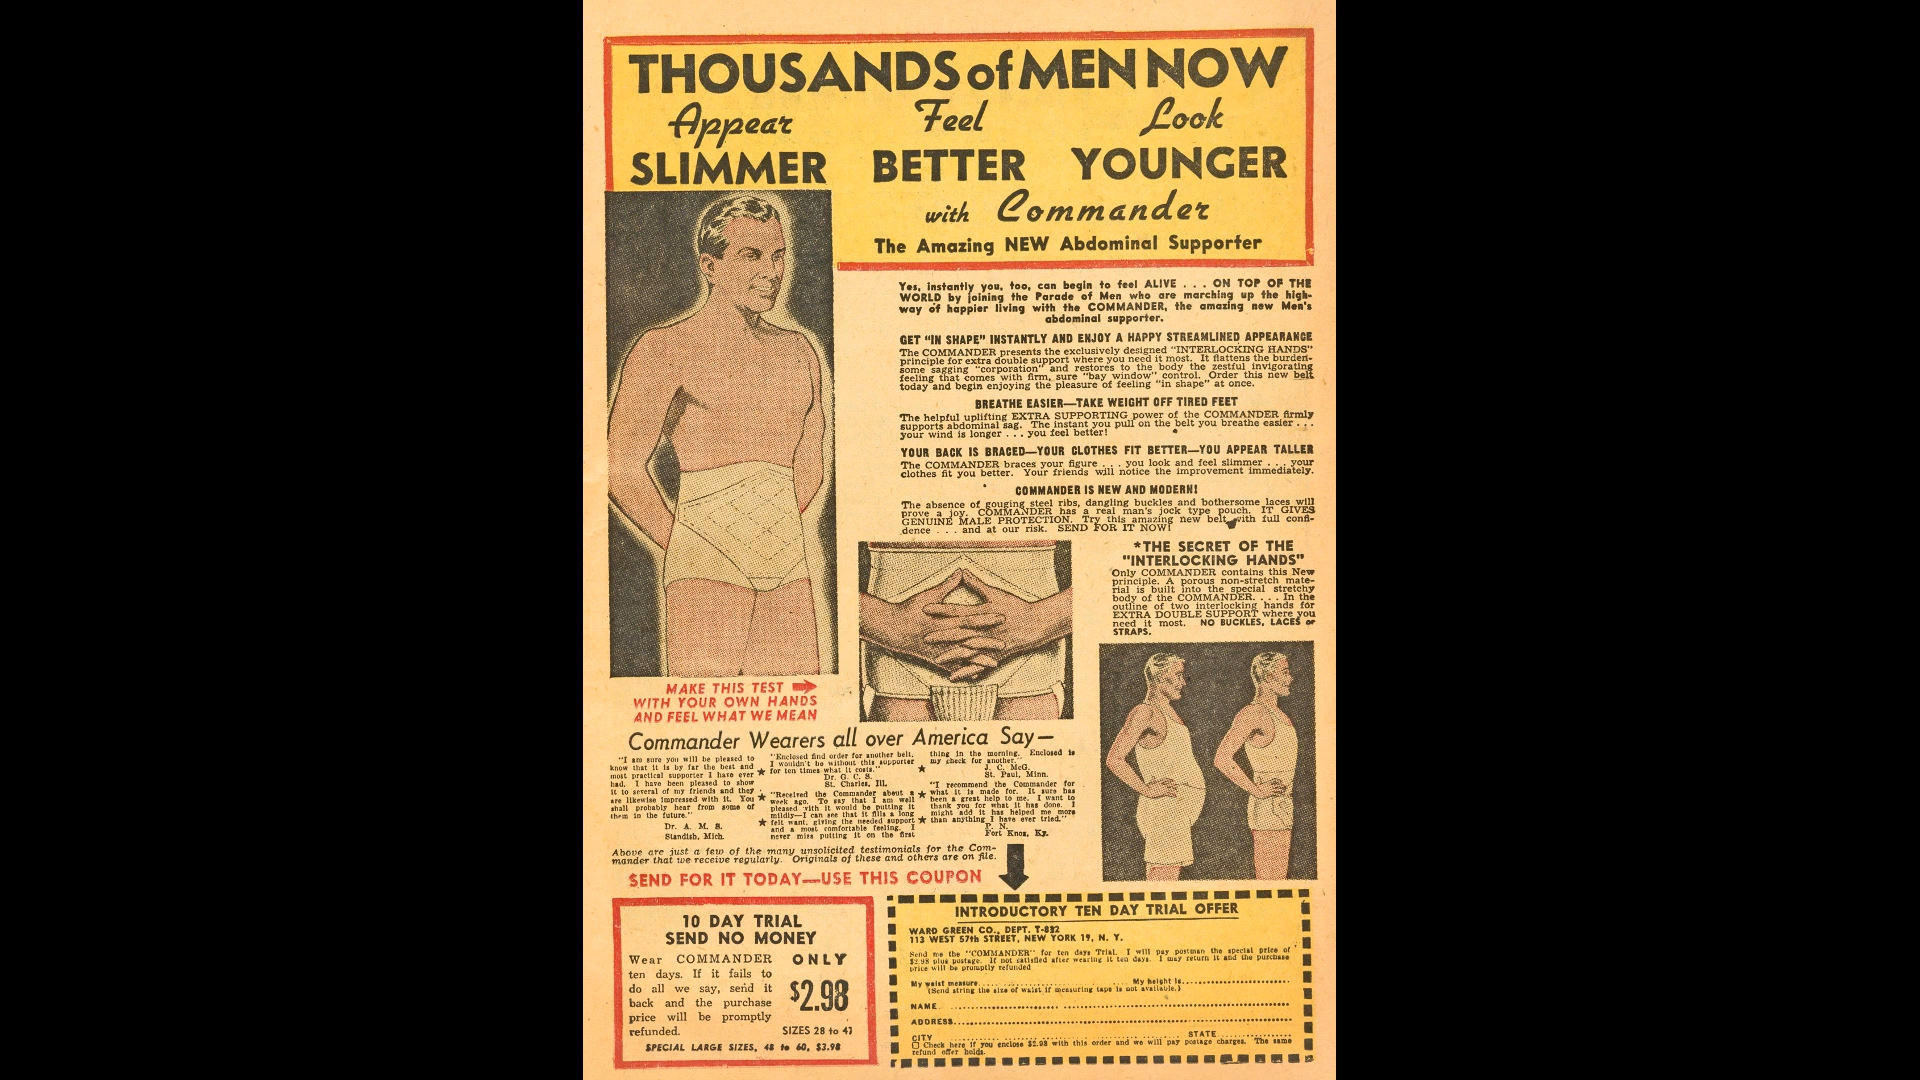 THOUSANDS of MEN NOW
Appear Feel Look
SLIMMER BETTER YOUNGER
with Commander
The Amazing NEW Abdominal Supporter
Yes, instantly you, too, can begin to feel ALIVE . . . ON TOP OF THE
WORLD by joining the Parade of Men who are marching up the high-
way of happier living with the COMMANDER, the amazing new Men's
abdominal supporter.
GET "IN SHAPE" INSTANTLY AND ENJOY A HAPPY STREAMLINED APPEARANCE
The COMMANDER presents the exclusively designed "INTERLOCKING HANDS"
principle for extra double support where you need it most. It flattens the burden-
some sagging "corporation" and restores to the body the zestful invigorating
feeling that comes with firm, sure "bay window" control. Order this new belt
today and begin enjoying the pleasure of feeling "in shape" at once.
BREATHE EASIER—TAKE WEIGHT OFF TIRED FEET
The helpful uplifting EXTRA SUPPORTING power of the COMMANDER firmly
supports abdominal sag. The instant you pull on the belt you breathe easier . . .
your wind is longer . . . you feel better!
YOUR BACK IS BRACED—YOUR CLOTHES FIT BETTER—YOU APPEAR TALLER
The COMMANDER braces your figure . . . you look and feel slimmer . . . your
clothes fit you better. Your friends will notice the improvement immediately.
COMMANDER IS NEW AND MODERN!
The absence of gouging steel ribs, dangling buckles and bothersome laces will
prove a joy. COMMANDER has a real man's jock type pouch. IT GIVES
GENUINE MALE PROTECTION. Try this amazing new belt with full confi-
dence . . . and at our risk. SEND FOR IT NOW!
*THE SECRET OF THE
"INTERLOCKING HANDS"
Only COMMANDER contains this New
principle. A porous non-stretch mate-
rial is built into the special stretchy
body of the COMMANDER. . . . In the
outline of two interlocking hands for
EXTRA DOUBLE SUPPORT where you
need it most. NO BUCKLES, LACES or
STRAPS.
MAKE THIS TEST
WITH YOUR OWN HANDS
AND FEEL WHAT WE MEAN
Commander Wearers all over America Say—
"I am sure you will be pleased to
know that it is by far the best and
most practical supporter I have ever
had. I have been pleased to show
it to several of my friends and they
are likewise impressed with it. You
shall probably hear from some of
them in the future."
Dr. A. M. S.
Standish, Mich.
"Enclosed find order for another belt,
I wouldn't be without this supporter
for ten times what it costs."
Dr. G. C. S.
St. Charles, Ill.
"Received the Commander about a
week ago. To say that I am well
pleased with it would be putting it
mildly—I can see that it fills a long
felt want, giving the needed support
and a most comfortable feeling. I
never miss putting it on the first
thing in the morning. Enclosed is
my check for another."
J. C. McG.
St. Paul, Minn.
"I recommend the Commander for
what it is made for. It sure has
been a great help to me. I want to
thank you for what it has done. I
might add it has helped me more
than anything I have ever tried."
P. N.
Fort Knox, Ky.
Above are just a few of the many unsolicited testimonials for the Com-
mander that we receive regularly. Originals of these and others are on file.
SEND FOR IT TODAY—USE THIS COUPON
10 DAY TRIAL
SEND NO MONEY
Wear COMMANDER
ten days. If it fails to
do all we say, send it
back and the purchase
price will be promptly
refunded.
ONLY
$2.98
SIZES 28 to 47
SPECIAL LARGE SIZES, 48 to 60, $3.98
INTRODUCTORY TEN DAY TRIAL OFFER
WARD GREEN CO., DEPT. T-832
113 WEST 57th STREET, NEW YORK 19, N. Y.
Send me the "COMMANDER" for ten days Trial. I will pay postman the special price of
$2.98 plus postage. If not satisfied after wearing it ten days. I may return it and the purchase
price will be promptly refunded
My waist measure.......... My height is..........
(Send string the size of waist if measuring tape is not available.)
NAME..........
ADDRESS..........
CITY .......... STATE..........
☐ Check here if you enclose $2.98 with this order and we will pay postage charges. The same
refund offer holds.